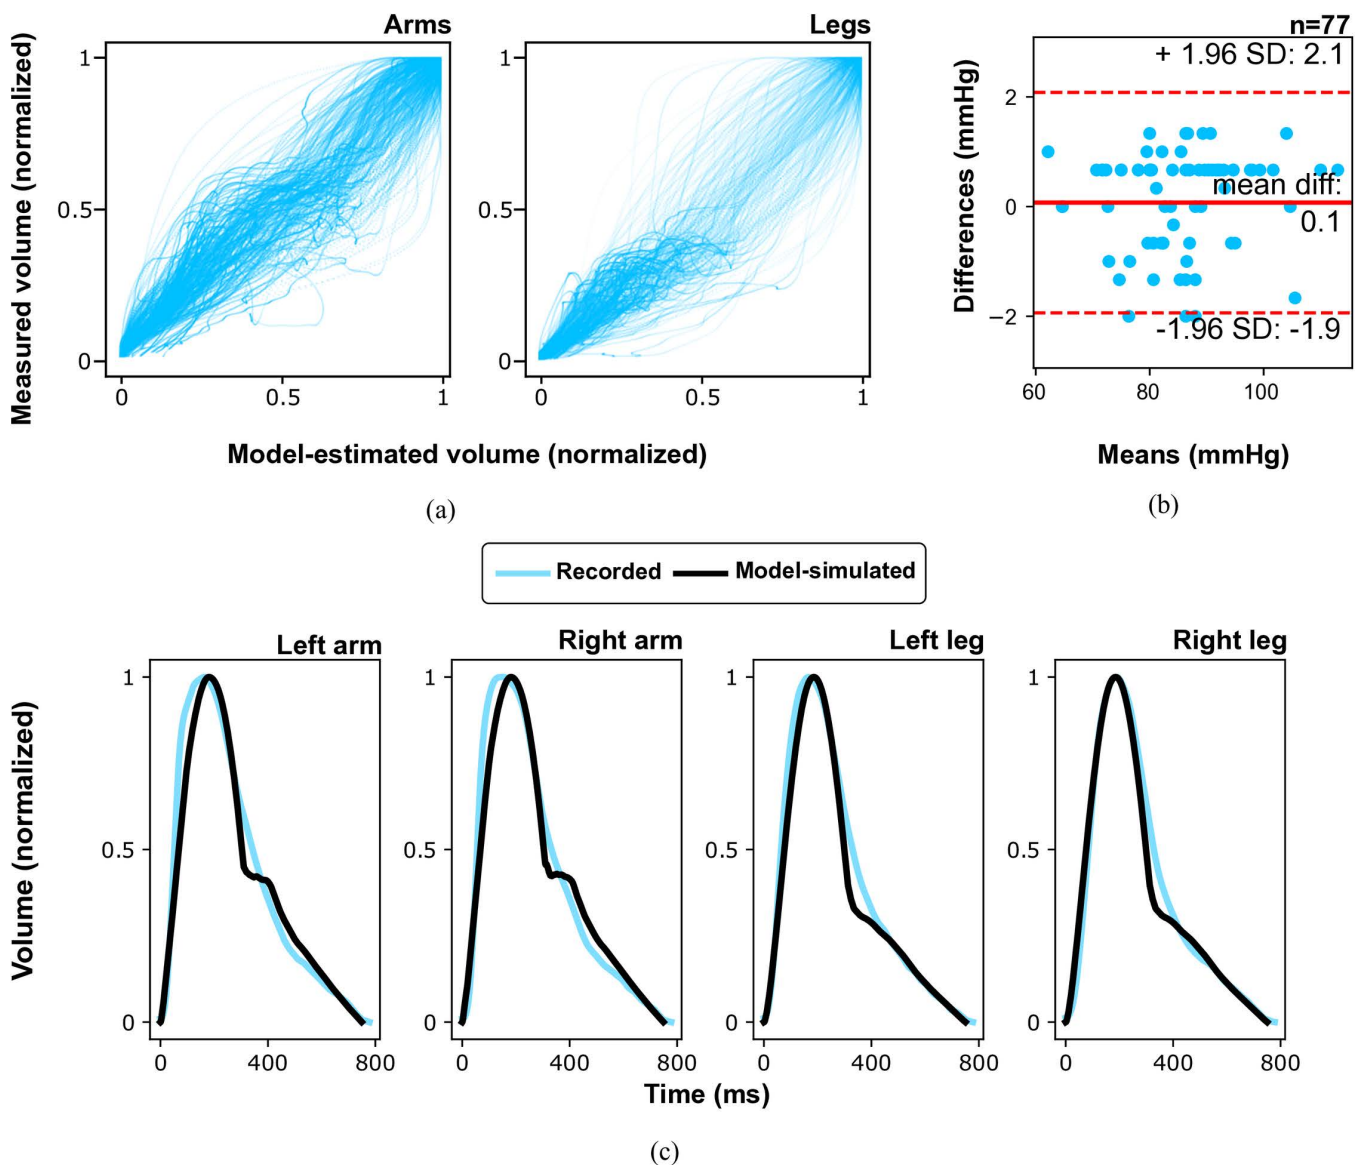 Arms
Legs
n=77
Measured volume (normalized)
1
0.5
0
0
0.5
1
1
0.5
0
0
0.5
1
Model-estimated volume (normalized)
(a)
Differences (mmHg)
+ 1.96 SD: 2.1
2
mean diff:
0
0.1
−2
-1.96 SD: -1.9
60
80
100
Means (mmHg)
(b)
Recorded
Model-simulated
Left arm
Right arm
Left leg
Right leg
Volume (normalized)
1
0.5
0
0
400
800
1
0.5
0
0
400
800
1
0.5
0
0
400
800
1
0.5
0
0
400
800
Time (ms)
(c)